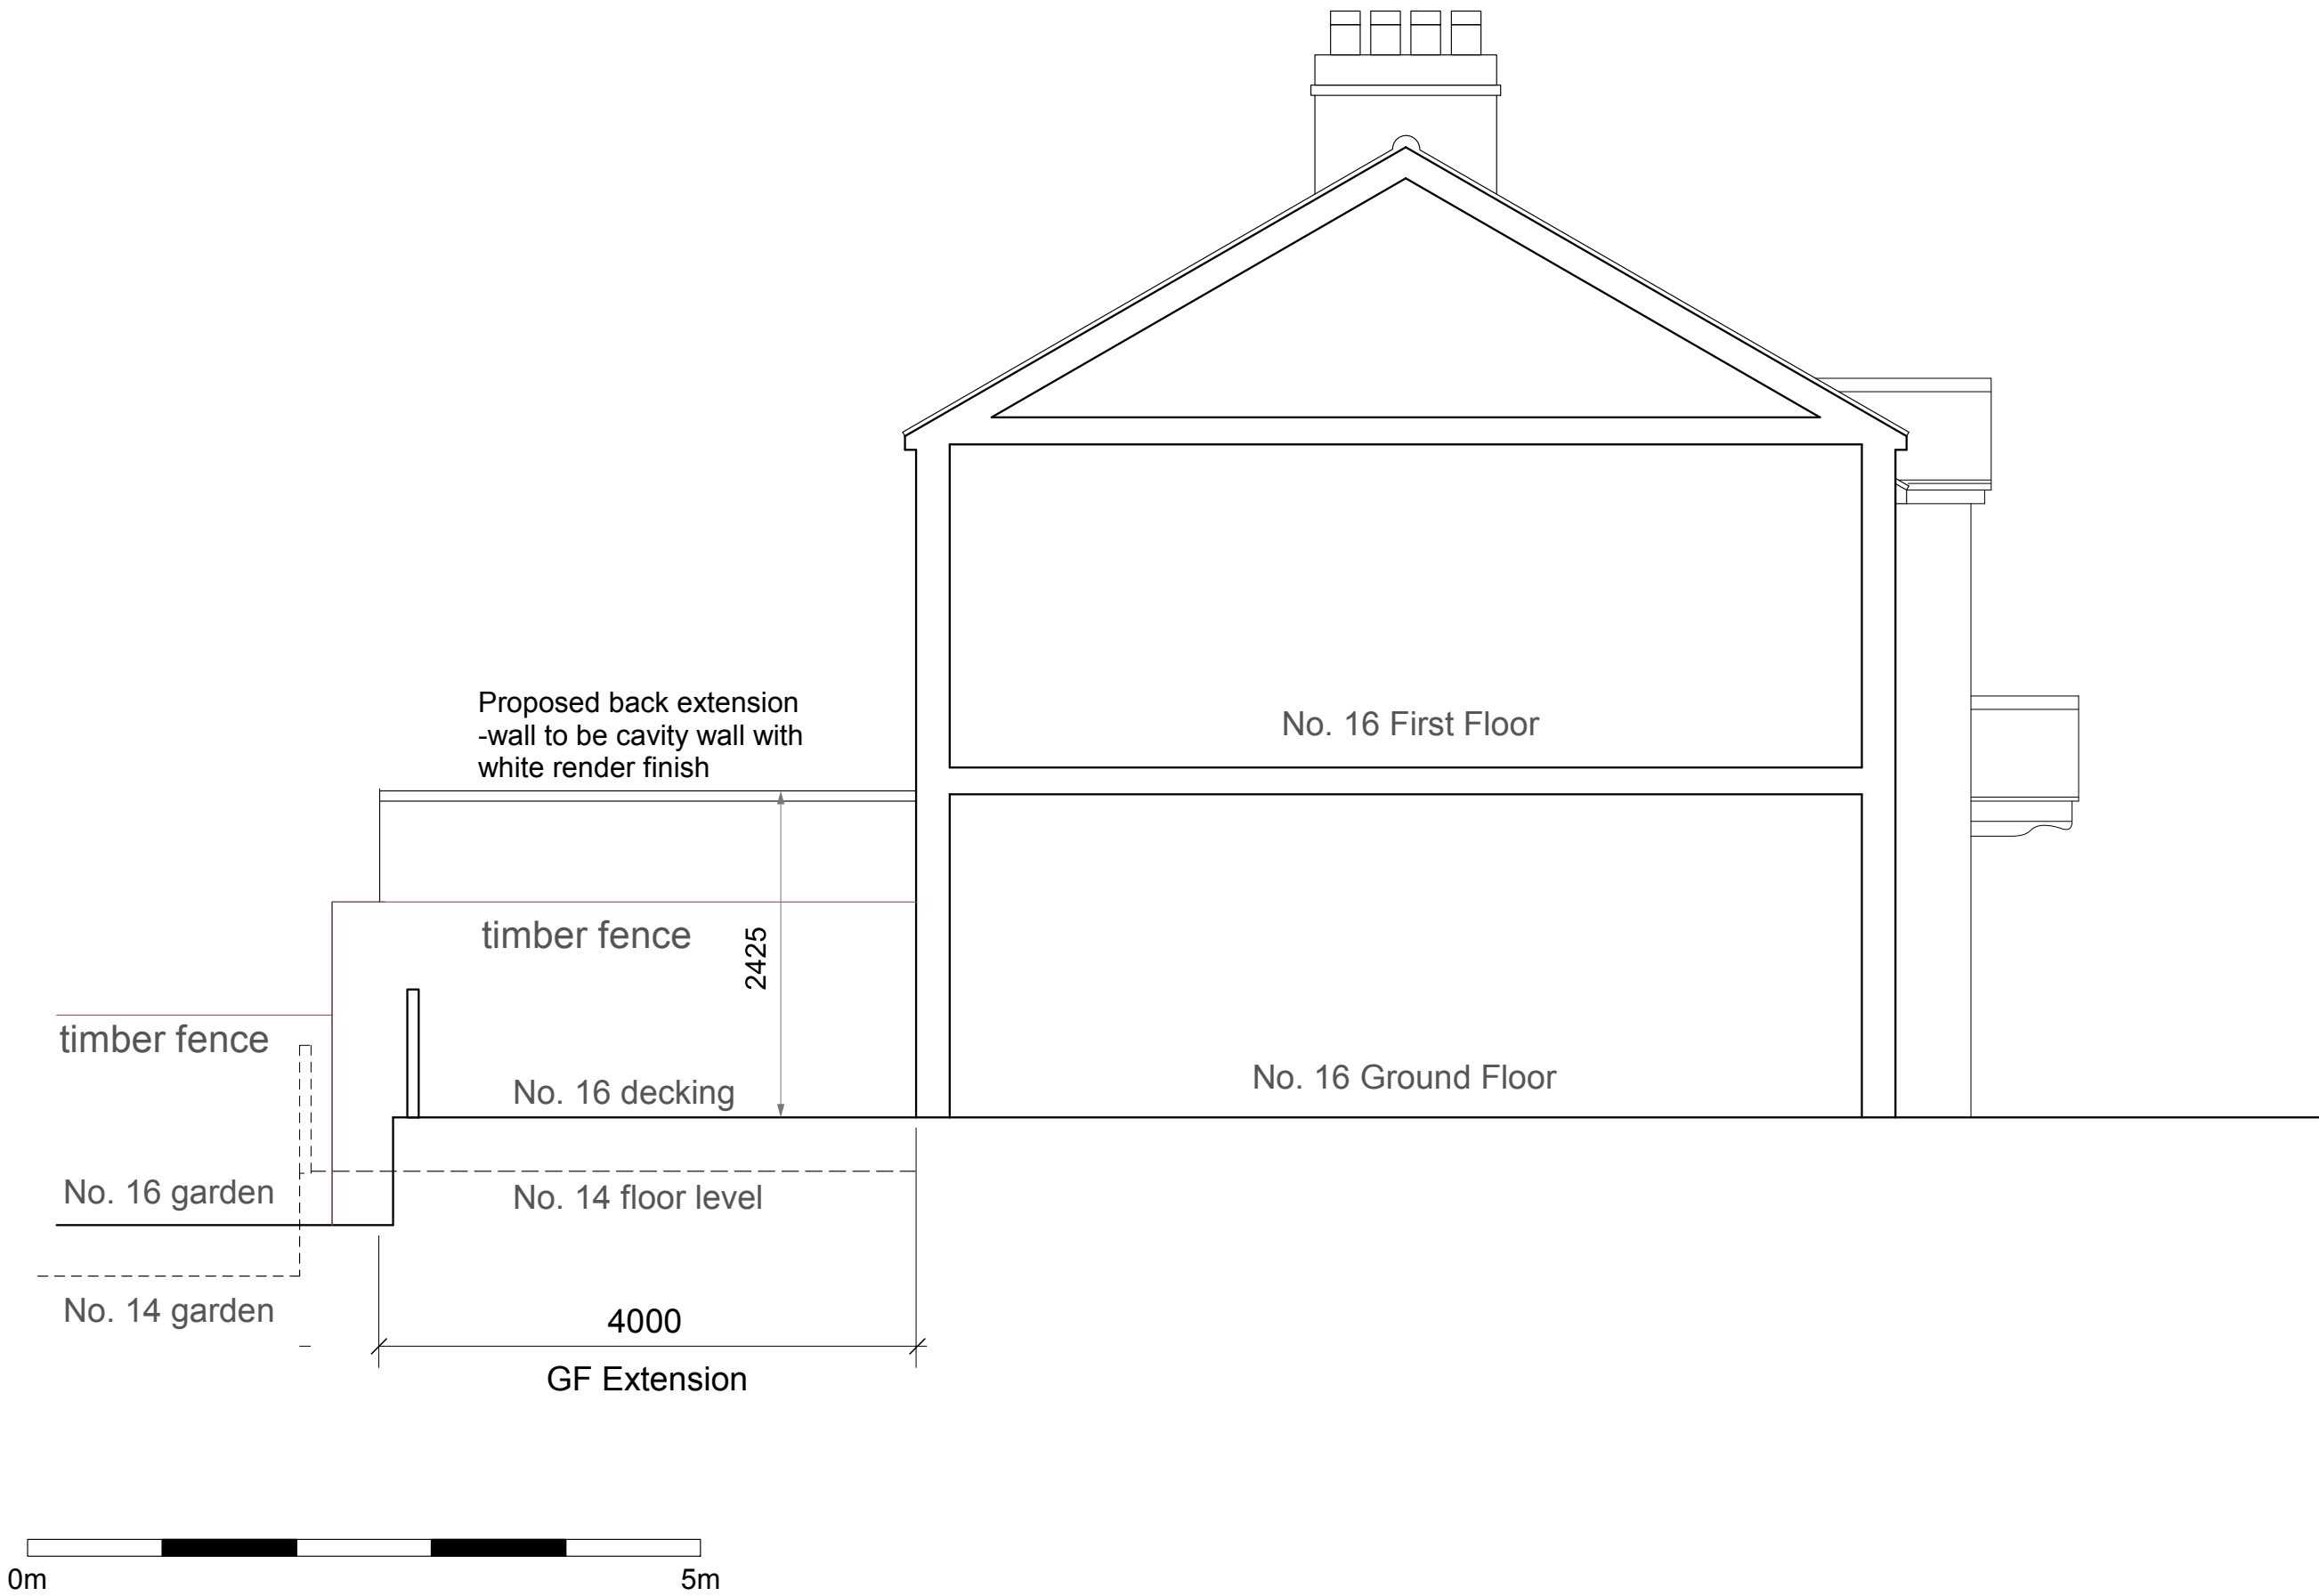 Proposed back extension
-wall to be cavity wall with
white render finish
No. 16 First Floor
timber fence
2425
timber fence
No. 16 decking
No. 16 Ground Floor
No. 16 garden
No. 14 floor level
No. 14 garden
4000
GF Extension
0m
5m